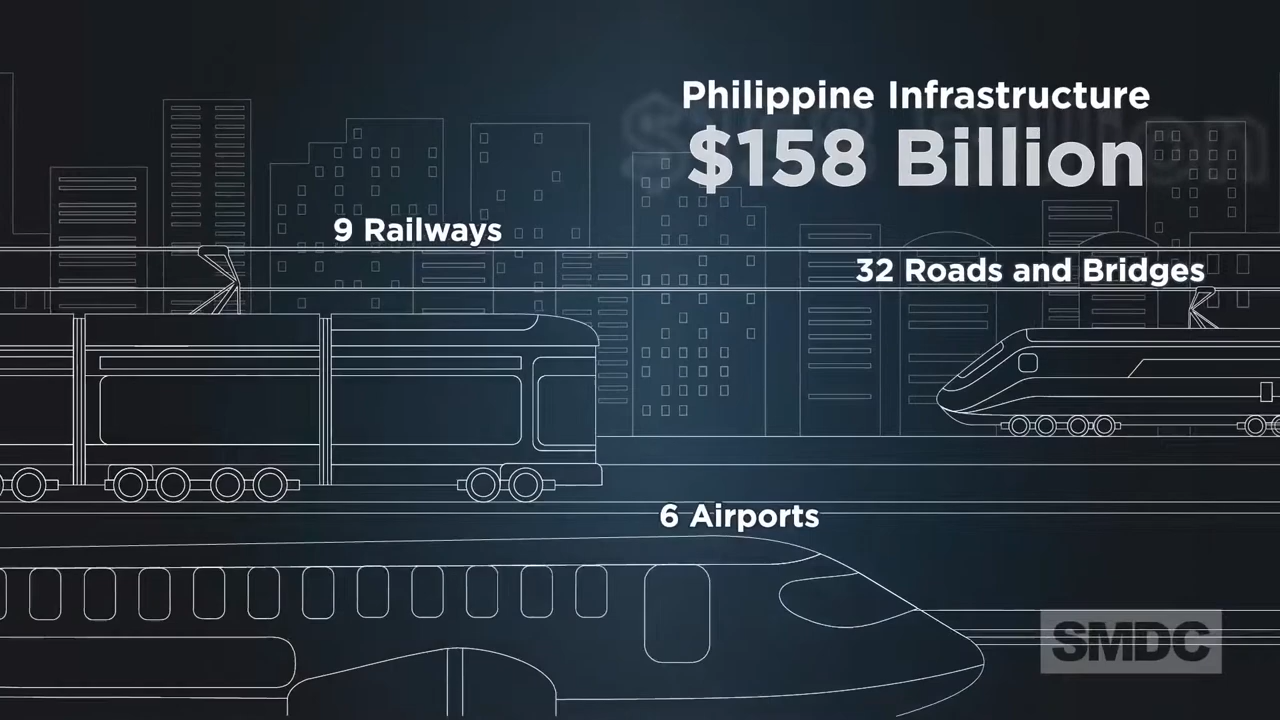 Philippine Infrastructure
$158 Billion
9 Railways
32 Roads and Bridges
6 Airports
SMDC